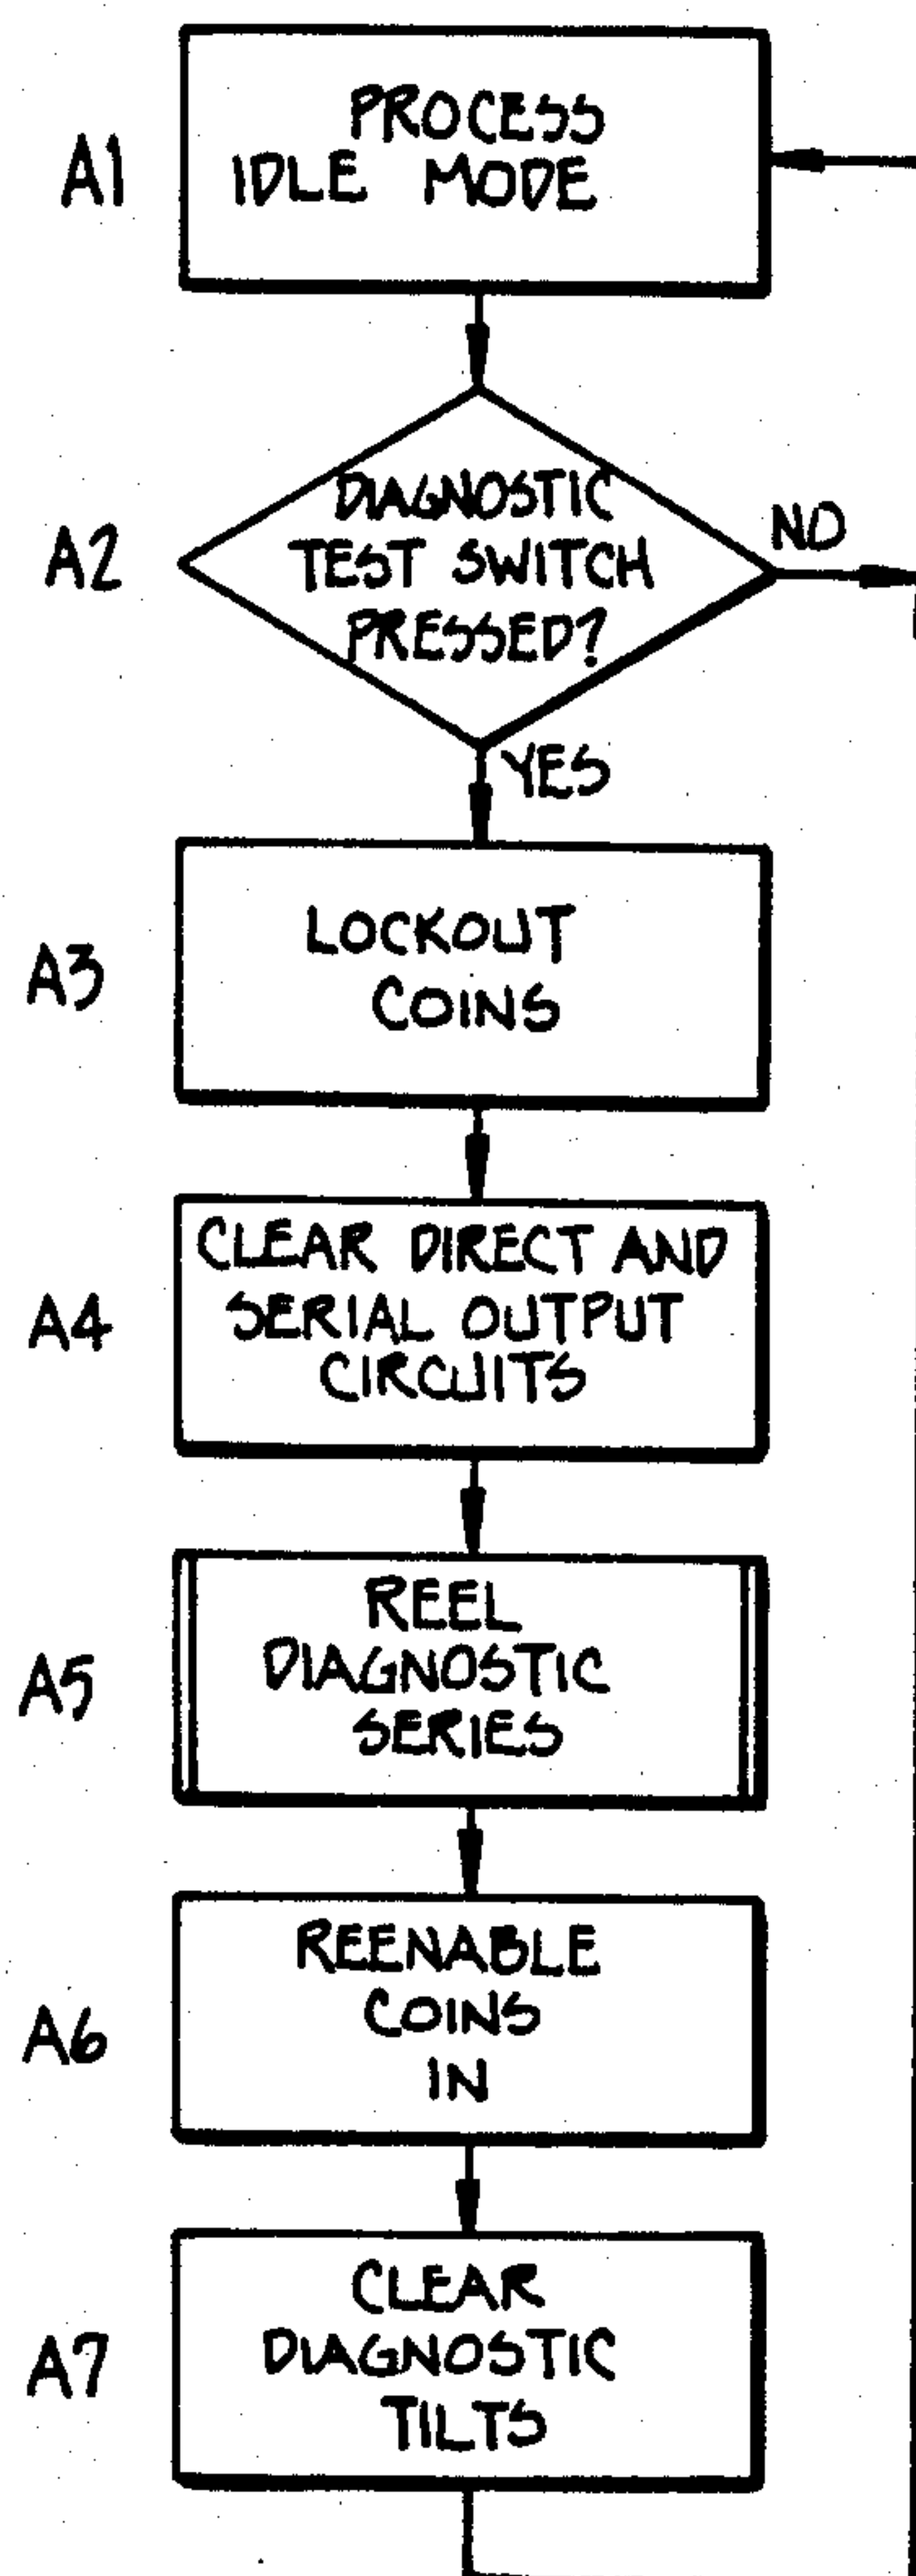 A1
PROCESS
IDLE MODE
A2
DIAGNOSTIC
TEST SWITCH
PRESSED?
NO
YES
A3
LOCKOUT
COINS
A4
CLEAR DIRECT AND
SERIAL OUTPUT
CIRCUITS
A5
REEL
DIAGNOSTIC
SERIES
A6
REENABLE
COINS
IN
A7
CLEAR
DIAGNOSTIC
TILTS